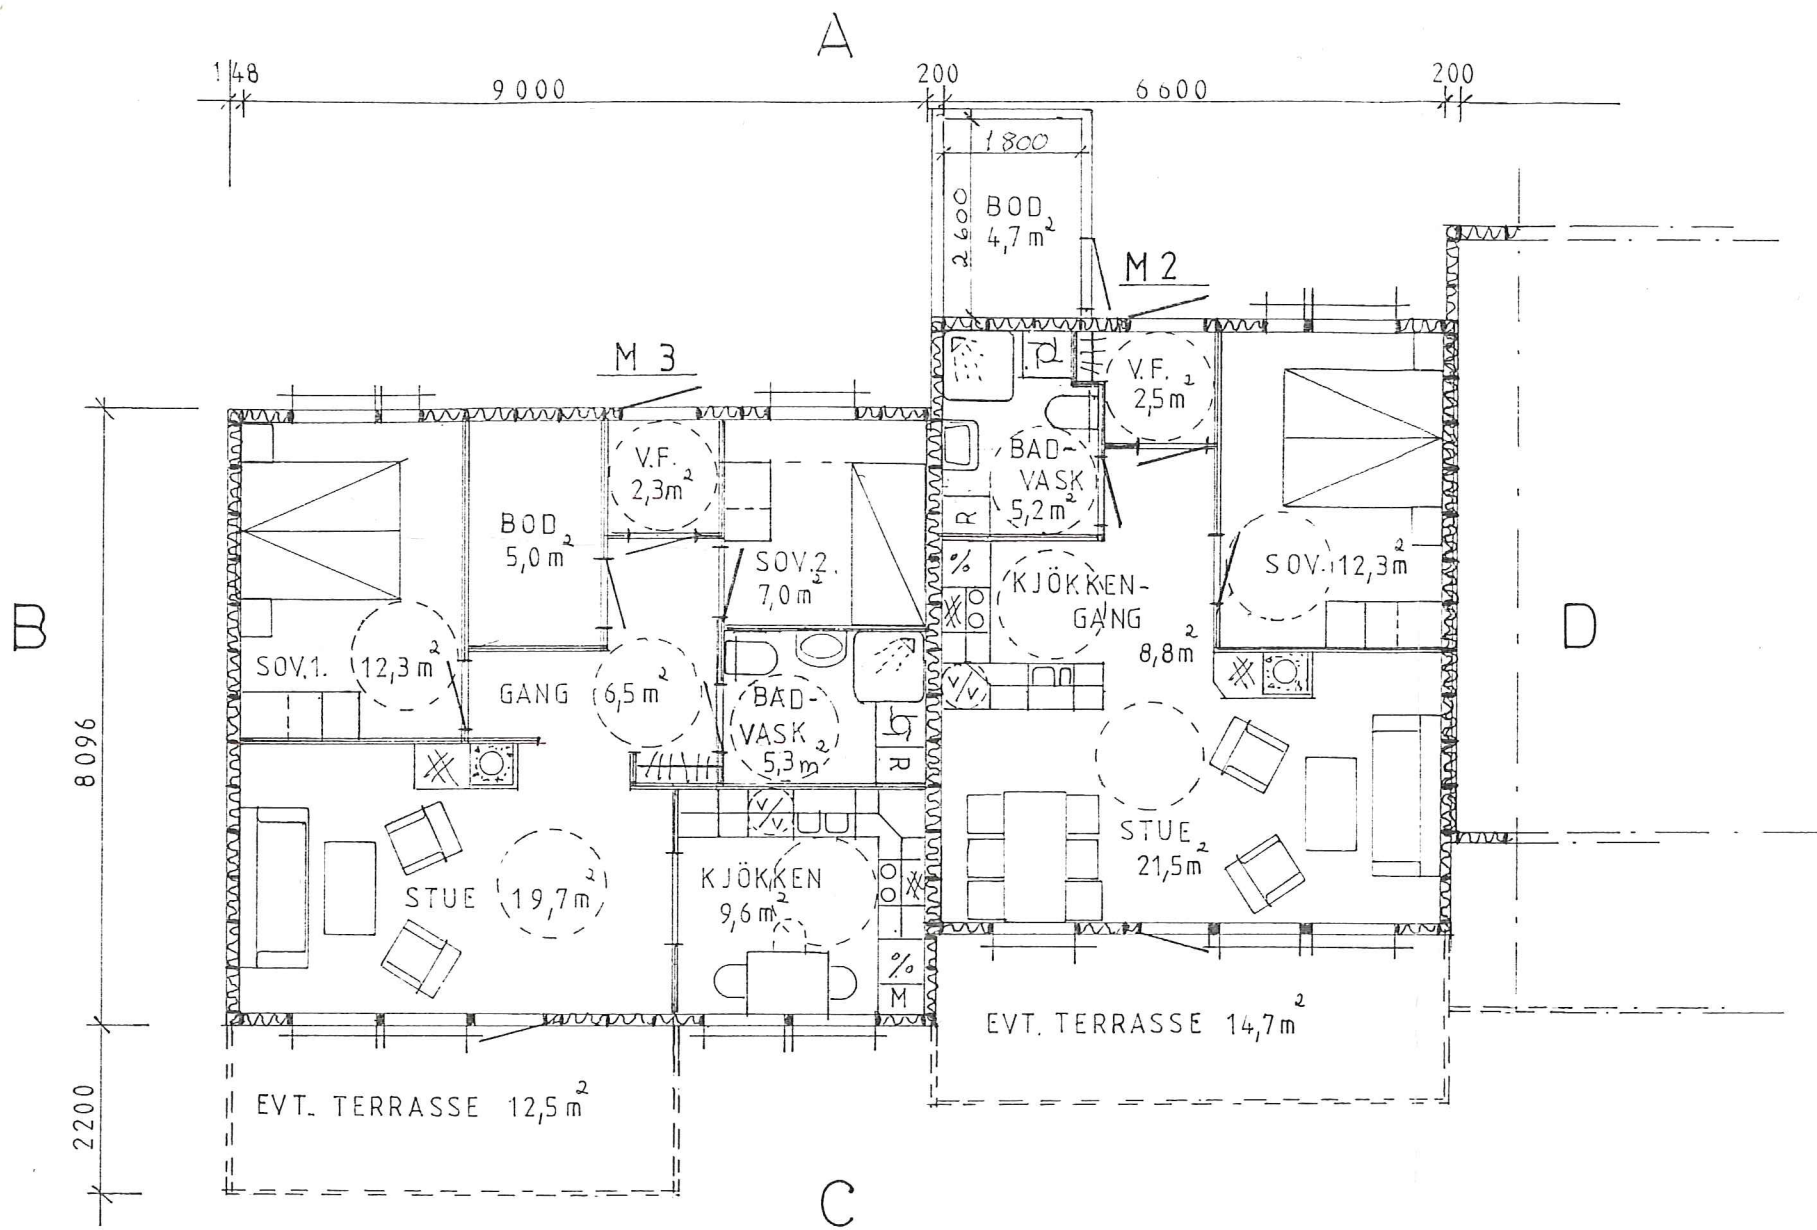 A
148
9000
200
6600
200
1800
2600
BOD
4,7 m²
M 2
M 3
V.F.
2,5 m²
BAD-
VASK
5,2 m²
R
SOV. 12,3 m²
KJÖKKEN-
GANG
8,8 m²
%
V.F.
2,3 m²
BOD
5,0 m²
SOV.2.
7,0 m²
SOV.1. 12,3 m²
GANG 6,5 m²
BAD-
VASK
5,3 m²
R
B
D
8096
STUE
21,5 m²
STUE 19,7 m²
KJÖKKEN
9,6 m²
%
M
EVT. TERRASSE 14,7 m²
EVT. TERRASSE 12,5 m²
2200
C